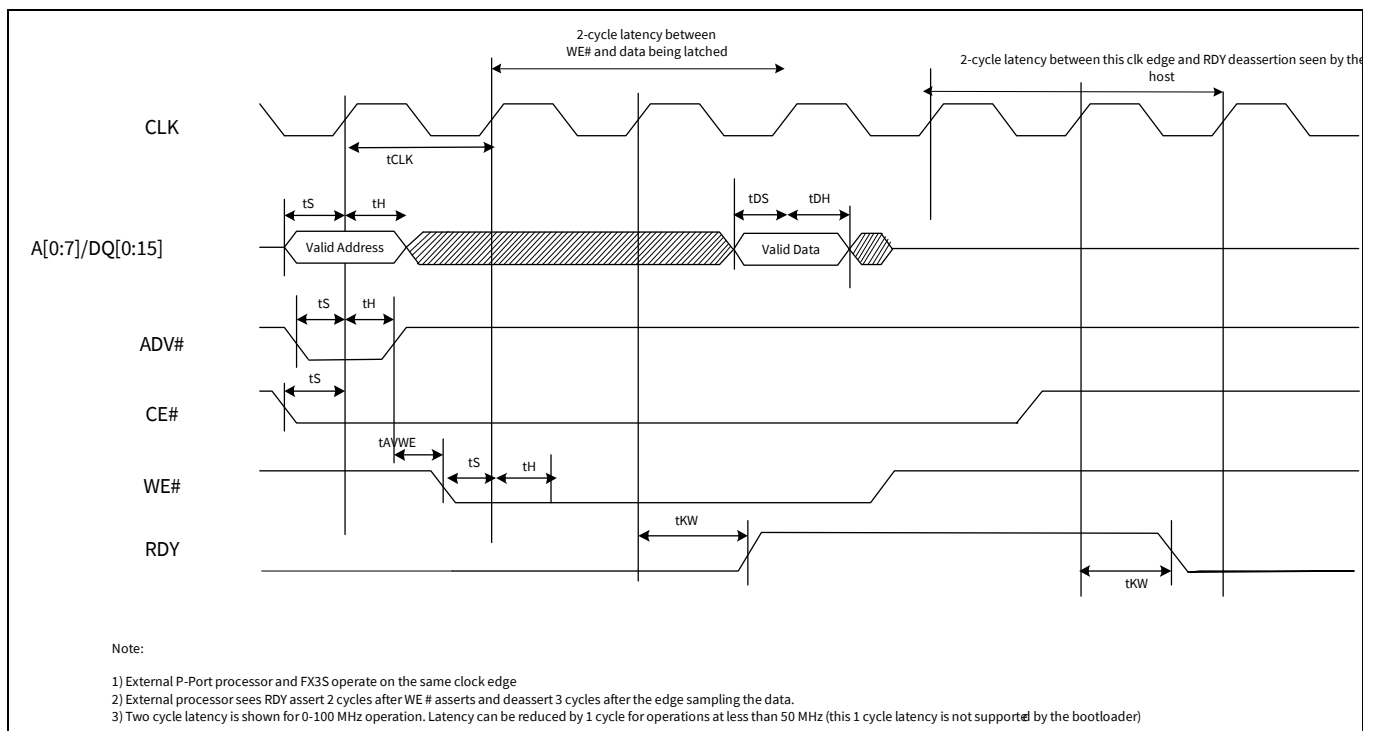 2-cycle latency between
WE# and data being latched
2-cycle latency between this clk edge and RDY deassertion seen by the
host
CLK
tCLK
tS
tH
tDS
tDH
A[0:7]/DQ[0:15]
Valid Address
Valid Data
tS
tH
ADV#
tS
CE#
tAVWE
tS
tH
WE#
tKW
RDY
tKW
Note:
1) External P-Port processor and FX3S operate on the same clock edge
2) External processor sees RDY assert 2 cycles after WE # asserts and deassert 3 cycles after the edge sampling the data.
3) Two cycle latency is shown for 0-100 MHz operation. Latency can be reduced by 1 cycle for operations at less than 50 MHz (this 1 cycle latency is not supported by the bootloader)